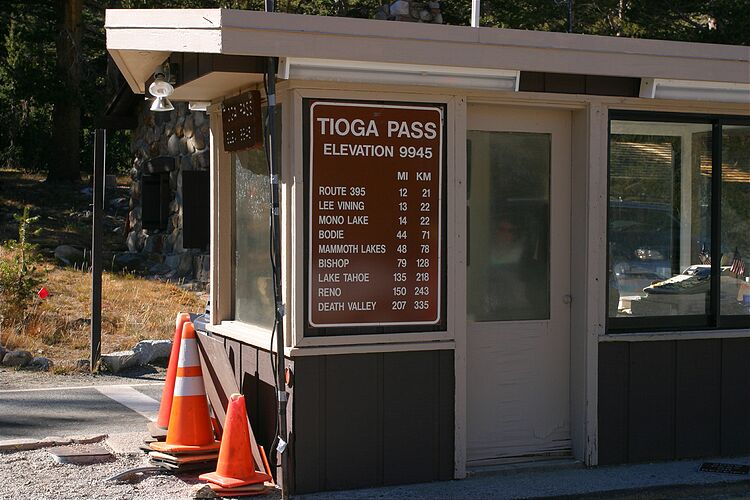 TIOGA PASS
ELEVATION 9945
MI KM
ROUTE 395 12 21
LEE VINING 13 22
MONO LAKE 14 22
BODIE 44 71
MAMMOTH LAKES 48 78
BISHOP 79 128
LAKE TAHOE 135 218
RENO 150 243
DEATH VALLEY 207 335